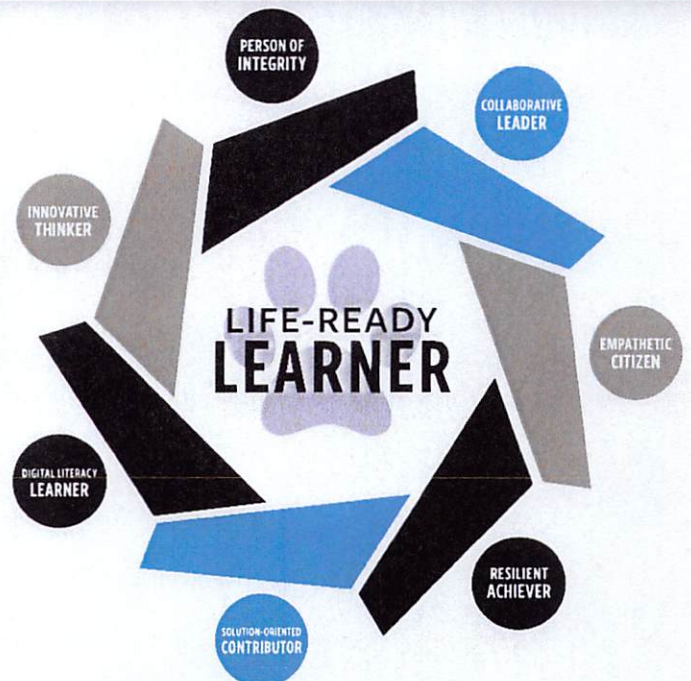 PERSON OF
INTEGRITY
COLLABORATIVE
LEADER
INNOVATIVE
THINKER
LIFE-READY
LEARNER
EMPATHETIC
CITIZEN
DIGITAL LITERACY
LEARNER
RESILIENT
ACHIEVER
SOLUTION-ORIENTED
CONTRIBUTOR